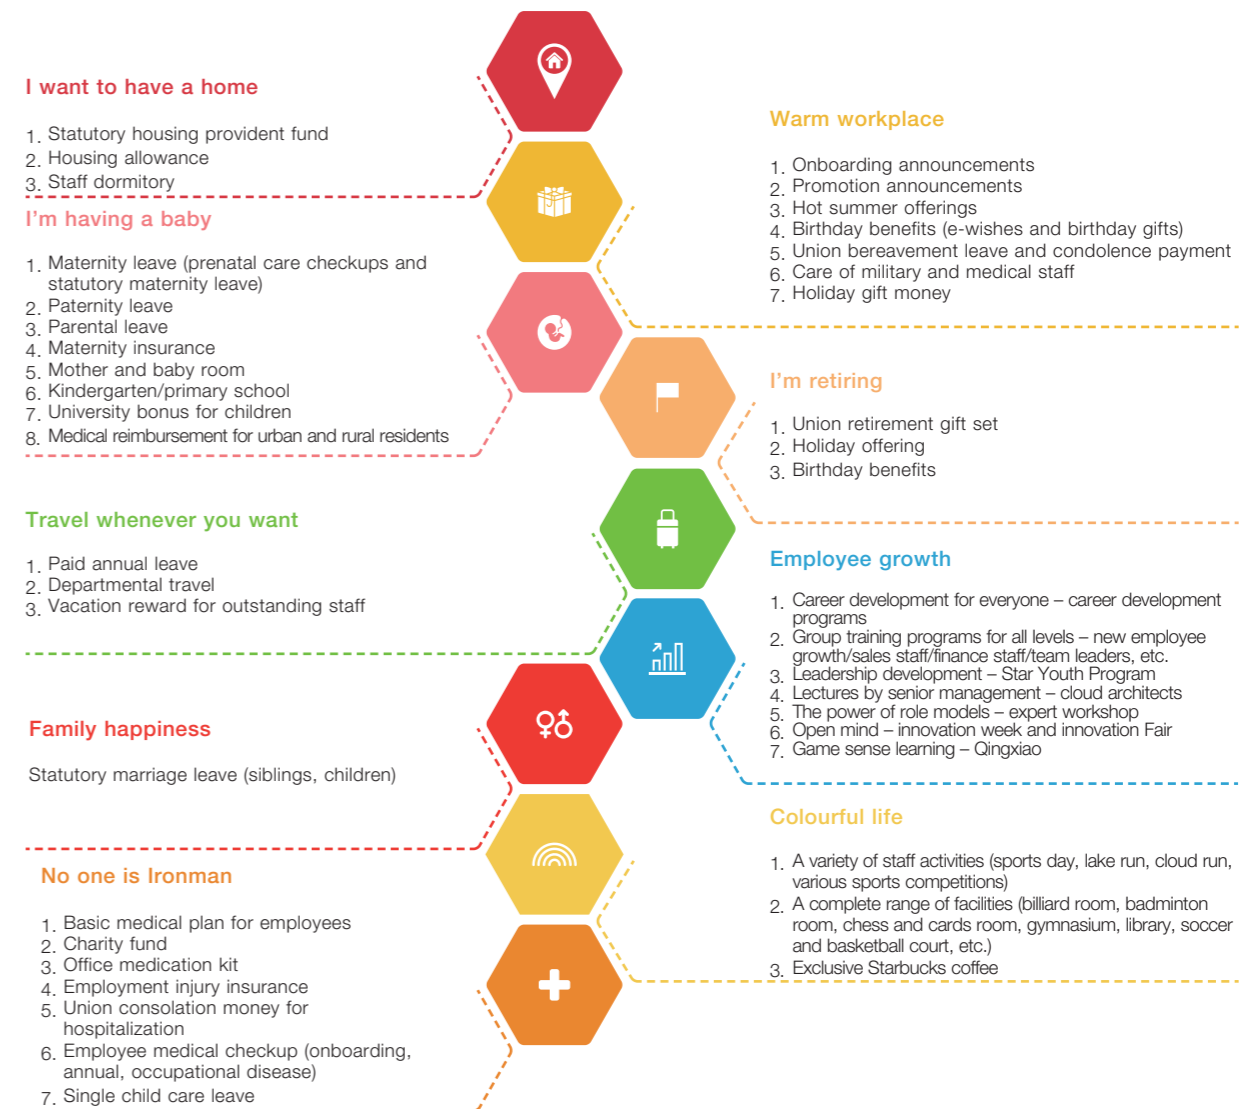 I want to have a home
1. Statutory housing provident fund
2. Housing allowance
3. Staff dormitory
I'm having a baby
1. Maternity leave (prenatal care checkups and
statutory maternity leave)
2. Paternity leave
3. Parental leave
4. Maternity insurance
5. Mother and baby room
6. Kindergarten/primary school
7. University bonus for children
8. Medical reimbursement for urban and rural residents
Travel whenever you want
1. Paid annual leave
2. Departmental travel
3. Vacation reward for outstanding staff
Family happiness
Statutory marriage leave (siblings, children)
No one is Ironman
1. Basic medical plan for employees
2. Charity fund
3. Office medication kit
4. Employment injury insurance
5. Union consolation money for
hospitalization
6. Employee medical checkup (onboarding,
annual, occupational disease)
7. Single child care leave
Warm workplace
1. Onboarding announcements
2. Promotion announcements
3. Hot summer offerings
4. Birthday benefits (e-wishes and birthday gifts)
5. Union bereavement leave and condolence payment
6. Care of military and medical staff
7. Holiday gift money
I'm retiring
1. Union retirement gift set
2. Holiday offering
3. Birthday benefits
Employee growth
1. Career development for everyone – career development
programs
2. Group training programs for all levels – new employee
growth/sales staff/finance staff/team leaders, etc.
3. Leadership development – Star Youth Program
4. Lectures by senior management – cloud architects
5. The power of role models – expert workshop
6. Open mind – innovation week and innovation Fair
7. Game sense learning – Qingxiao
Colourful life
1. A variety of staff activities (sports day, lake run, cloud run,
various sports competitions)
2. A complete range of facilities (billiard room, badminton
room, chess and cards room, gymnasium, library, soccer
and basketball court, etc.)
3. Exclusive Starbucks coffee